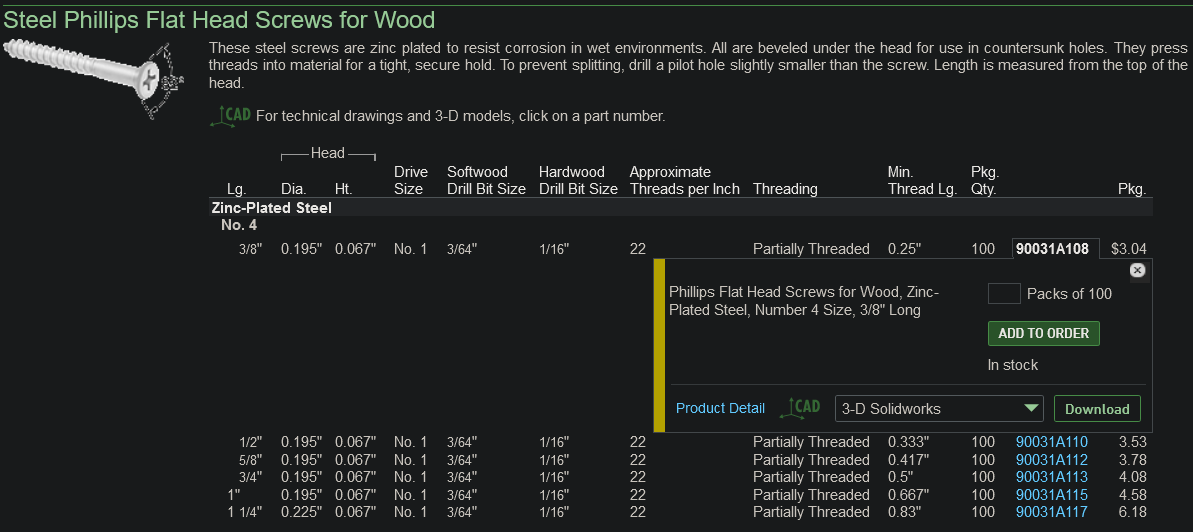 Steel Phillips Flat Head Screws for Wood
These steel screws are zinc plated to resist corrosion in wet environments. All are beveled under the head for use in countersunk holes. They press
threads into material for a tight, secure hold. To prevent splitting, drill a pilot hole slightly smaller than the screw. Length is measured from the top of the
head.
CAD For technical drawings and 3-D models, click on a part number.
Head
Drive Softwood Hardwood Approximate Min. Pkg.
Lg. Dia. Ht. Size Drill Bit Size Drill Bit Size Threads per Inch Threading Thread Lg. Qty. Pkg.
Zinc-Plated Steel
No. 4
3/8" 0.195" 0.067" No. 1 3/64" 1/16" 22 Partially Threaded 0.25" 100 90031A108 $3.04
Phillips Flat Head Screws for Wood, Zinc-
Plated Steel, Number 4 Size, 3/8" Long
Packs of 100
ADD TO ORDER
In stock
Product Detail CAD 3-D Solidworks Download
1/2" 0.195" 0.067" No. 1 3/64" 1/16" 22 Partially Threaded 0.333" 100 90031A110 3.53
5/8" 0.195" 0.067" No. 1 3/64" 1/16" 22 Partially Threaded 0.417" 100 90031A112 3.78
3/4" 0.195" 0.067" No. 1 3/64" 1/16" 22 Partially Threaded 0.5" 100 90031A113 4.08
1" 0.195" 0.067" No. 1 3/64" 1/16" 22 Partially Threaded 0.667" 100 90031A115 4.58
1 1/4" 0.225" 0.067" No. 1 3/64" 1/16" 22 Partially Threaded 0.83" 100 90031A117 6.18